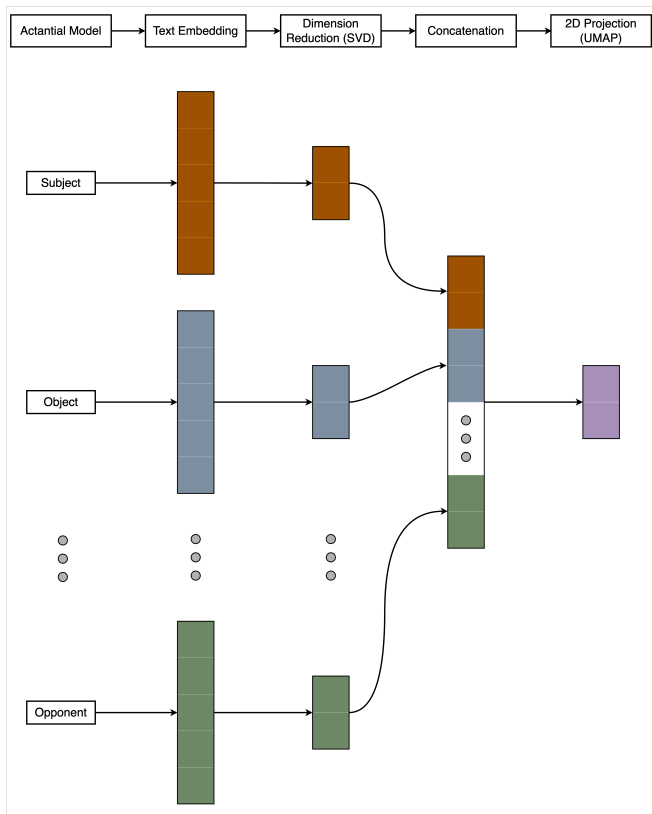 Actantial Model
Text Embedding
Dimension
Reduction (SVD)
Concatenation
2D Projection
(UMAP)
Subject
Object
Opponent